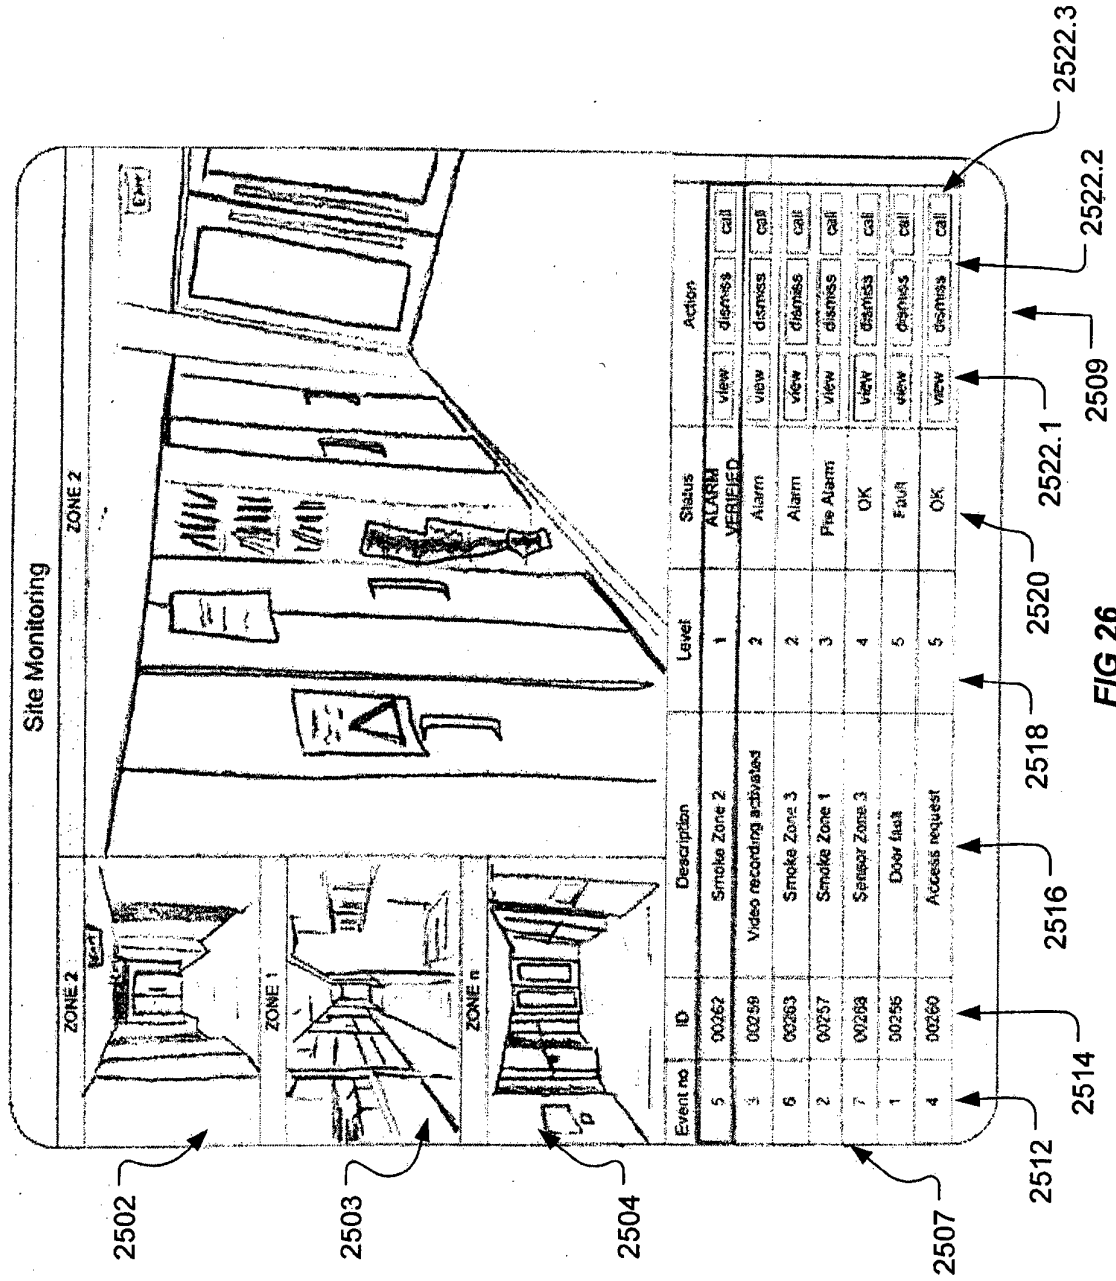 Site Monitoring
ZONE 2
ZONE 2
EXIT
ZONE 1
ZONE n
Event no ID Description Level Status Action
5 00262 Smoke Zone 2 1 ALARM VERIFIED view dismiss call
3 00259 Video recording activated 2 Alarm view dismiss call
6 00263 Smoke Zone 3 2 Alarm view dismiss call
2 00257 Smoke Zone 1 3 Pre Alarm view dismiss call
7 00268 Sensor Zone 3 4 OK view dismiss call
1 00256 Door fault 5 Fault view dismiss call
4 00260 Access request 5 OK view dismiss call
2502
2503
2504
2507
2512
2514
2516
2518
2520
2522.1
2509
2522.2
2522.3
FIG 26